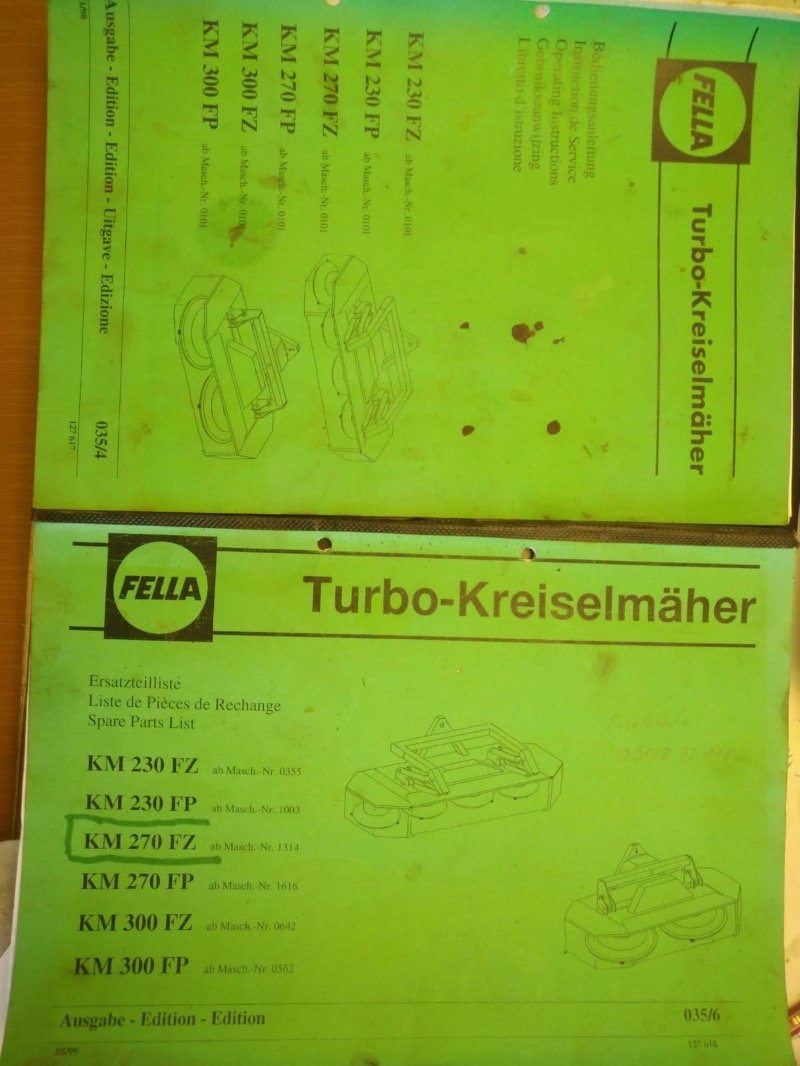 FELLA
Turbo-Kreiselmäher
Bedienungsanleitung
Instruction de Service
Operating Instructions
Gebruiksaanwijzing
Libretto d istruzione
KM 230 FZ ab Masch.-Nr. 0101
KM 230 FP ab Masch.-Nr. 0101
KM 270 FZ ab Masch.-Nr. 0101
KM 270 FP ab Masch.-Nr. 0101
KM 300 FZ ab Masch.-Nr. 0101
KM 300 FP ab Masch.-Nr. 0101
Ausgabe - Edition - Edition - Uitgave - Edizione 035/4
127 617
FELLA
Turbo-Kreiselmäher
Ersatzteilliste
Liste de Pièces de Rechange
Spare Parts List
KM 230 FZ ab Masch.-Nr. 0355
KM 230 FP ab Masch.-Nr. 1003
KM 270 FZ ab Masch.-Nr. 1314
KM 270 FP ab Masch.-Nr. 1616
KM 300 FZ ab Masch.-Nr. 0642
KM 300 FP ab Masch.-Nr. 0562
Ausgabe - Edition - Edition 035/6
08/99 127 618